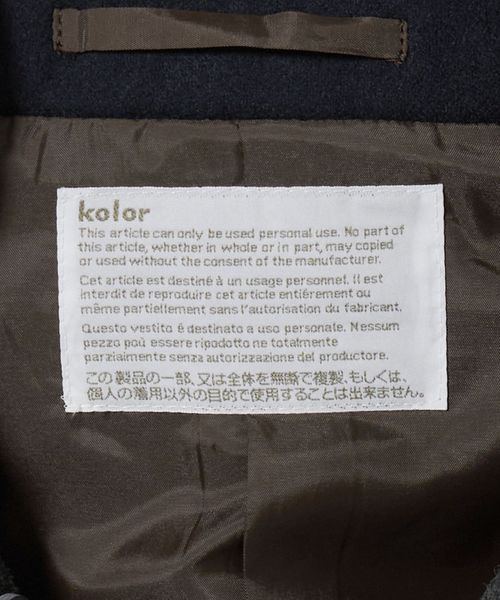 kolor
This article can only be used personal use. No part of
this article, whether in whole or in part, may copied
or used without the consent of the manufacturer.
Cet article est destiné à un usage personnel. il est
interdit de reproduire cet article entiérement ou
même partiellement sans l'autorisation du fabricant.
Questo vestito é destinato a uso personale. Nessum
pezzo poù essere ripodotto ne totalmente
parziaimente senza autorizzazione del productore.
この製品の一部、又は全体を無断で複製、もしくは、
個人の着用以外の目的で使用することは出来ません。